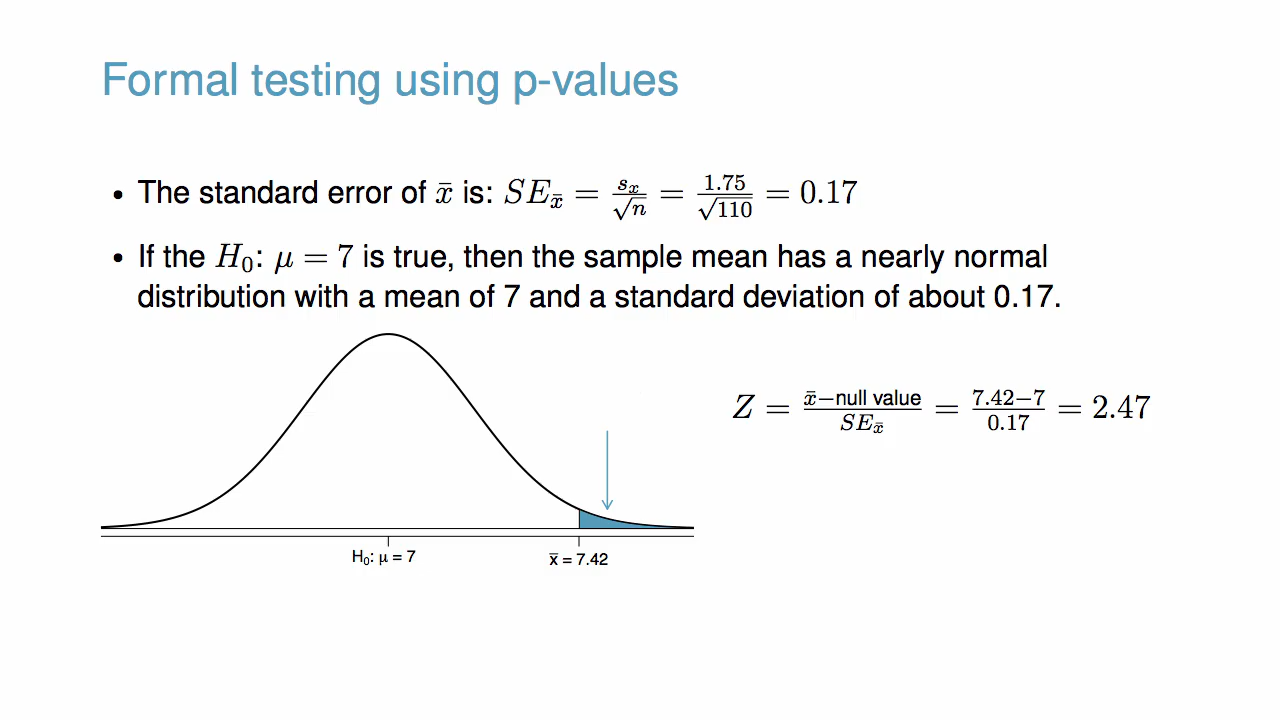 Formal testing using p-values
• The standard error of x̄ is: SE_x̄ = s_x/√n = 1.75/√110 = 0.17
• If the H₀: μ = 7 is true, then the sample mean has a nearly normal
distribution with a mean of 7 and a standard deviation of about 0.17.
Z = x̄−null value/SE_x̄ = 7.42−7/0.17 = 2.47
H₀: μ = 7
x̄ = 7.42